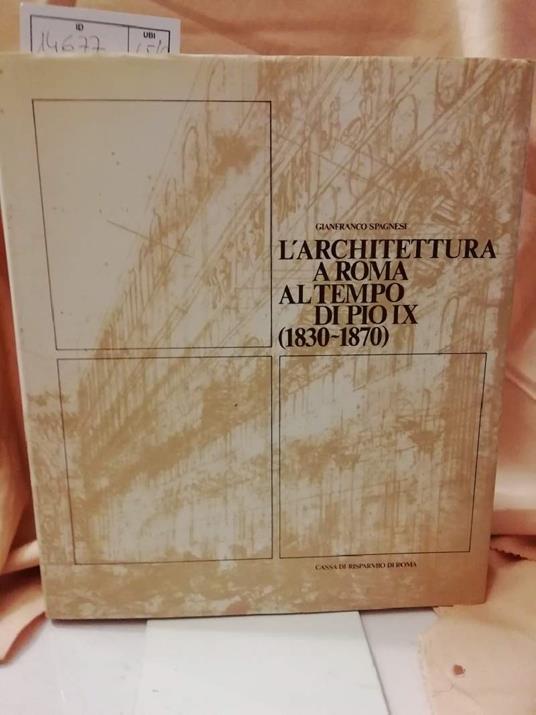 ID
UBI
14677
GIANFRANCO SPAGNESI
L'ARCHITETTURA
A ROMA
AL TEMPO
DI PIO IX
(1830-1870)
CASSA DI RISPARMIO DI ROMA